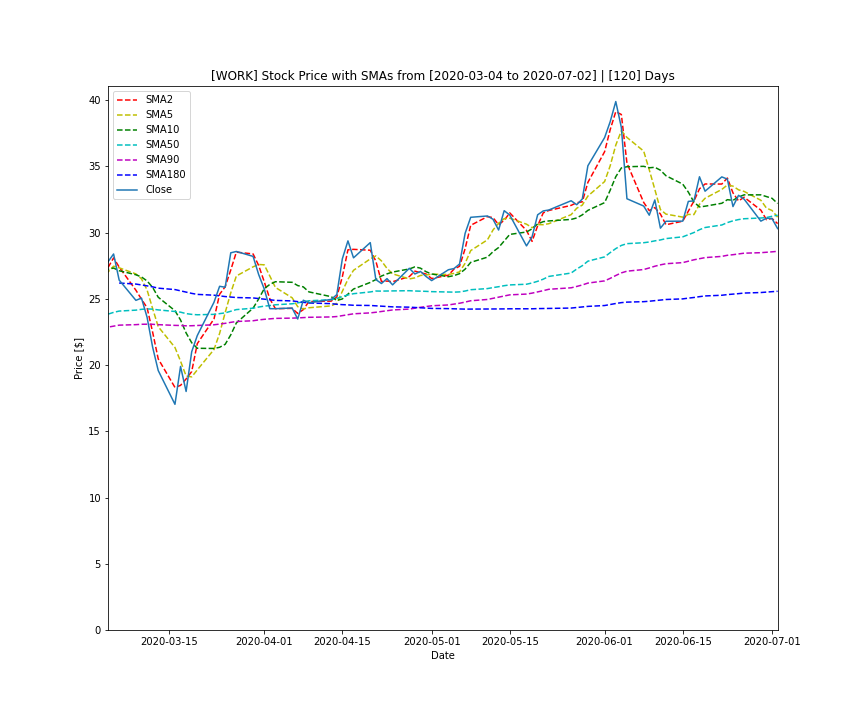 [WORK] Stock Price with SMAs from [2020-03-04 to 2020-07-02] | [120] Days
40
35
30
25
20
15
10
5
0
Price [$]
SMA2
SMA5
SMA10
SMA50
SMA90
SMA180
Close
2020-03-15 2020-04-01 2020-04-15 2020-05-01 2020-05-15 2020-06-01 2020-06-15 2020-07-01
Date